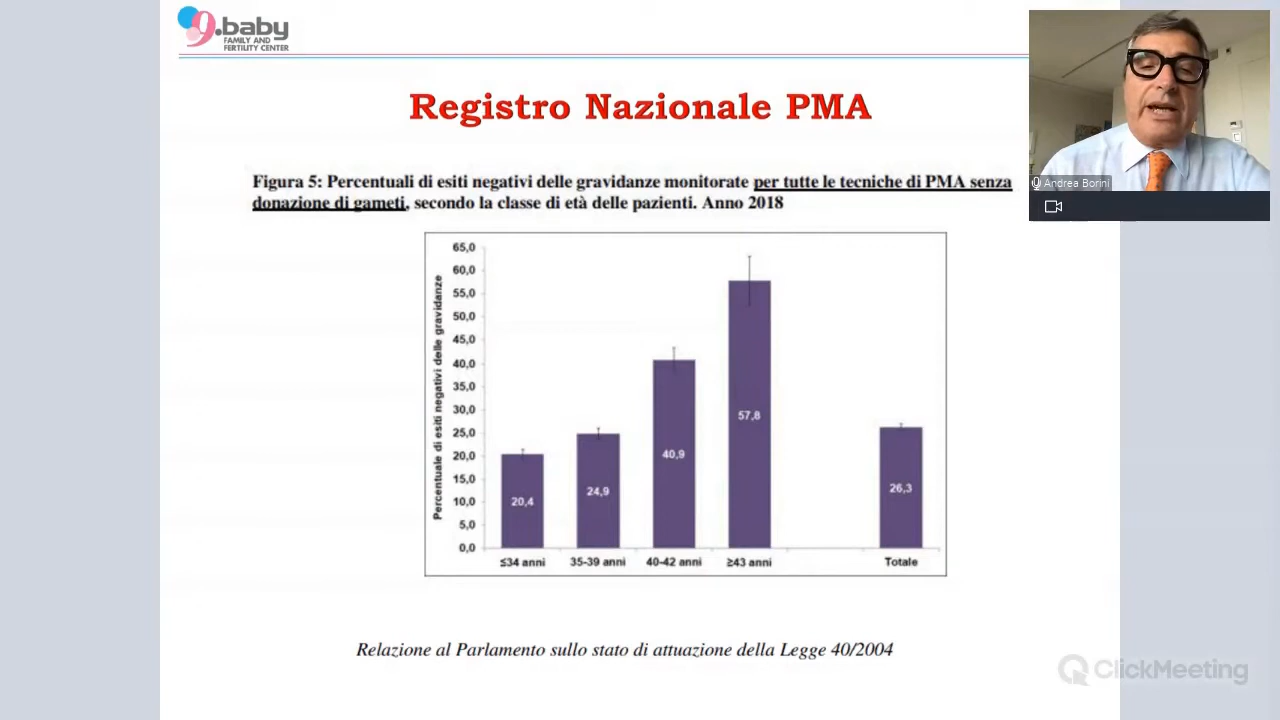 9.baby
FAMILY AND
FERTILITY CENTER
Registro Nazionale PMA
Andrea Borini
Figura 5: Percentuali di esiti negativi delle gravidanze monitorate per tutte le tecniche di PMA senza
donazione di gameti, secondo la classe di età delle pazienti. Anno 2018
Percentuale di esiti negativi delle gravidanze
65,0
60,0
55,0
50,0
45,0
40,0
35,0
30,0
25,0
20,0
15,0
10,0
5,0
0,0
20,4
24,9
40,9
57,8
26,3
≤34 anni
35-39 anni
40-42 anni
≥43 anni
Totale
Relazione al Parlamento sullo stato di attuazione della Legge 40/2004
ClickMeeting